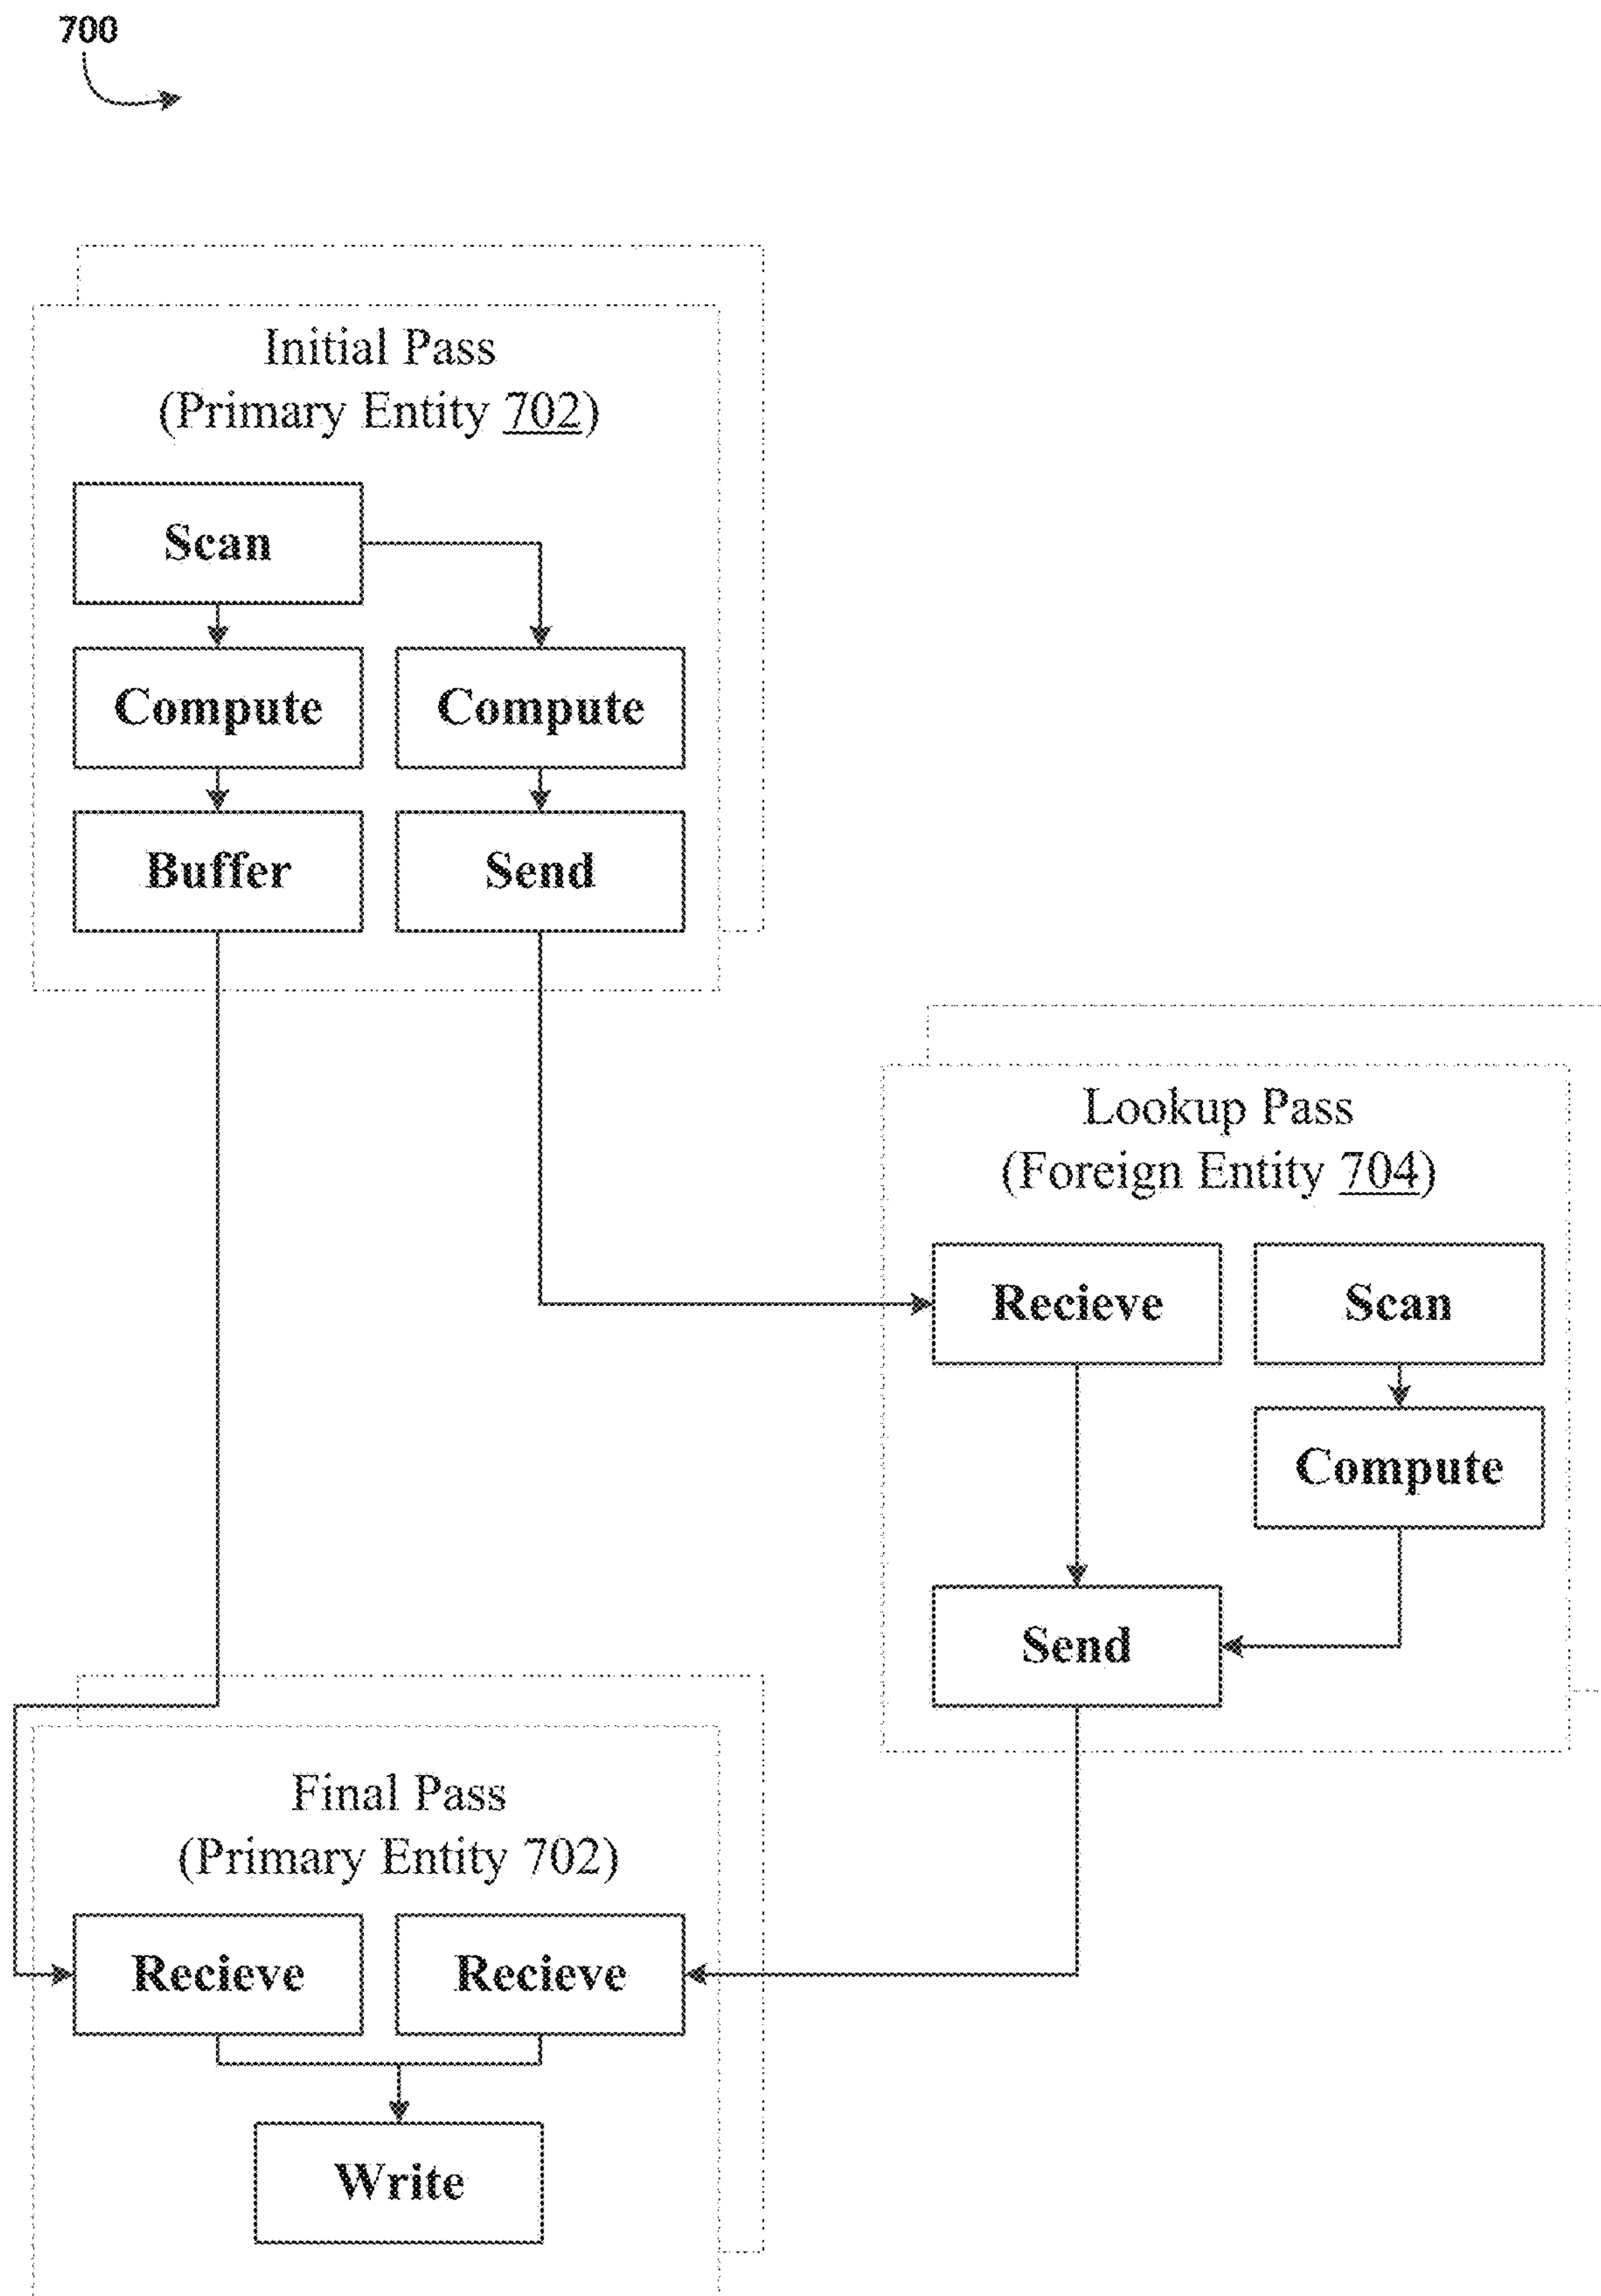 700
Initial Pass
(Primary Entity 702)
Scan
Compute
Compute
Buffer
Send
Lookup Pass
(Foreign Entity 704)
Recieve
Scan
Compute
Send
Final Pass
(Primary Entity 702)
Recieve
Recieve
Write